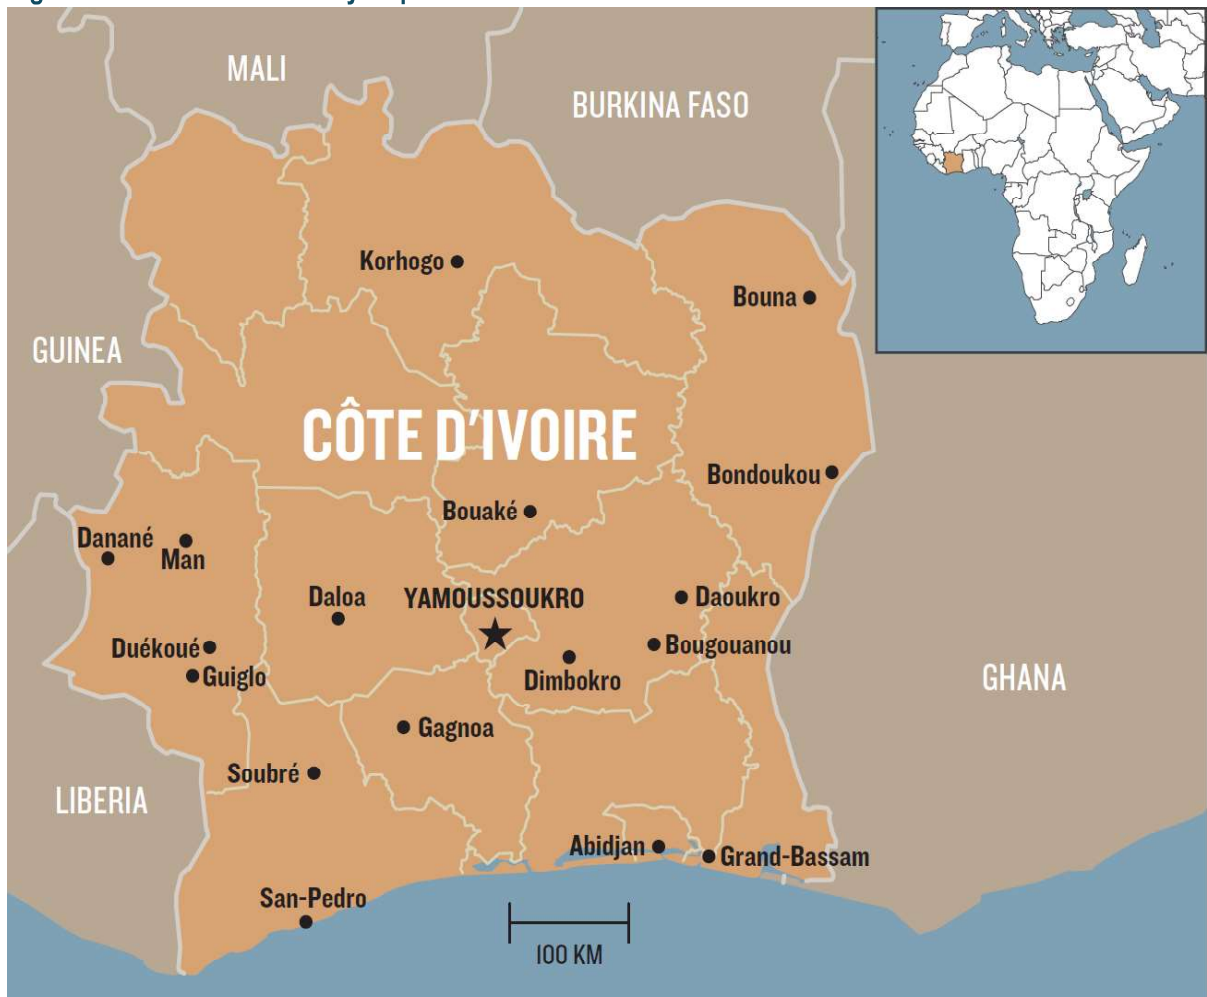 MALI
BURKINA FASO
Korhogo
Bouna
GUINEA
CÔTE D'IVOIRE
Bondoukou
Bouaké
Danané
Man
Daloa
YAMOUSSOUKRO
Daoukro
Duékoué
Bougouanou
Guiglo
Dimbokro
GHANA
Gagnoa
Soubré
LIBERIA
Abidjan
Grand-Bassam
San-Pedro
100 KM